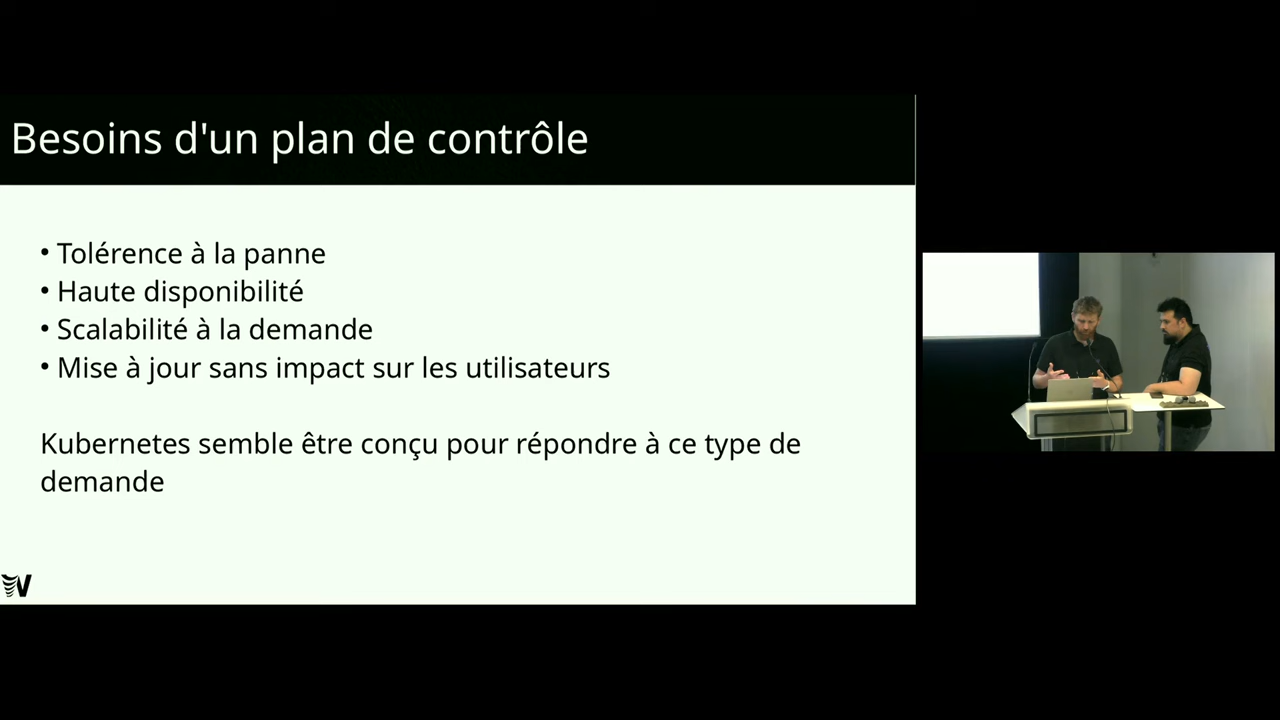 Besoins d'un plan de contrôle
• Tolérence à la panne
• Haute disponibilité
• Scalabilité à la demande
• Mise à jour sans impact sur les utilisateurs
Kubernetes semble être conçu pour répondre à ce type de
demande